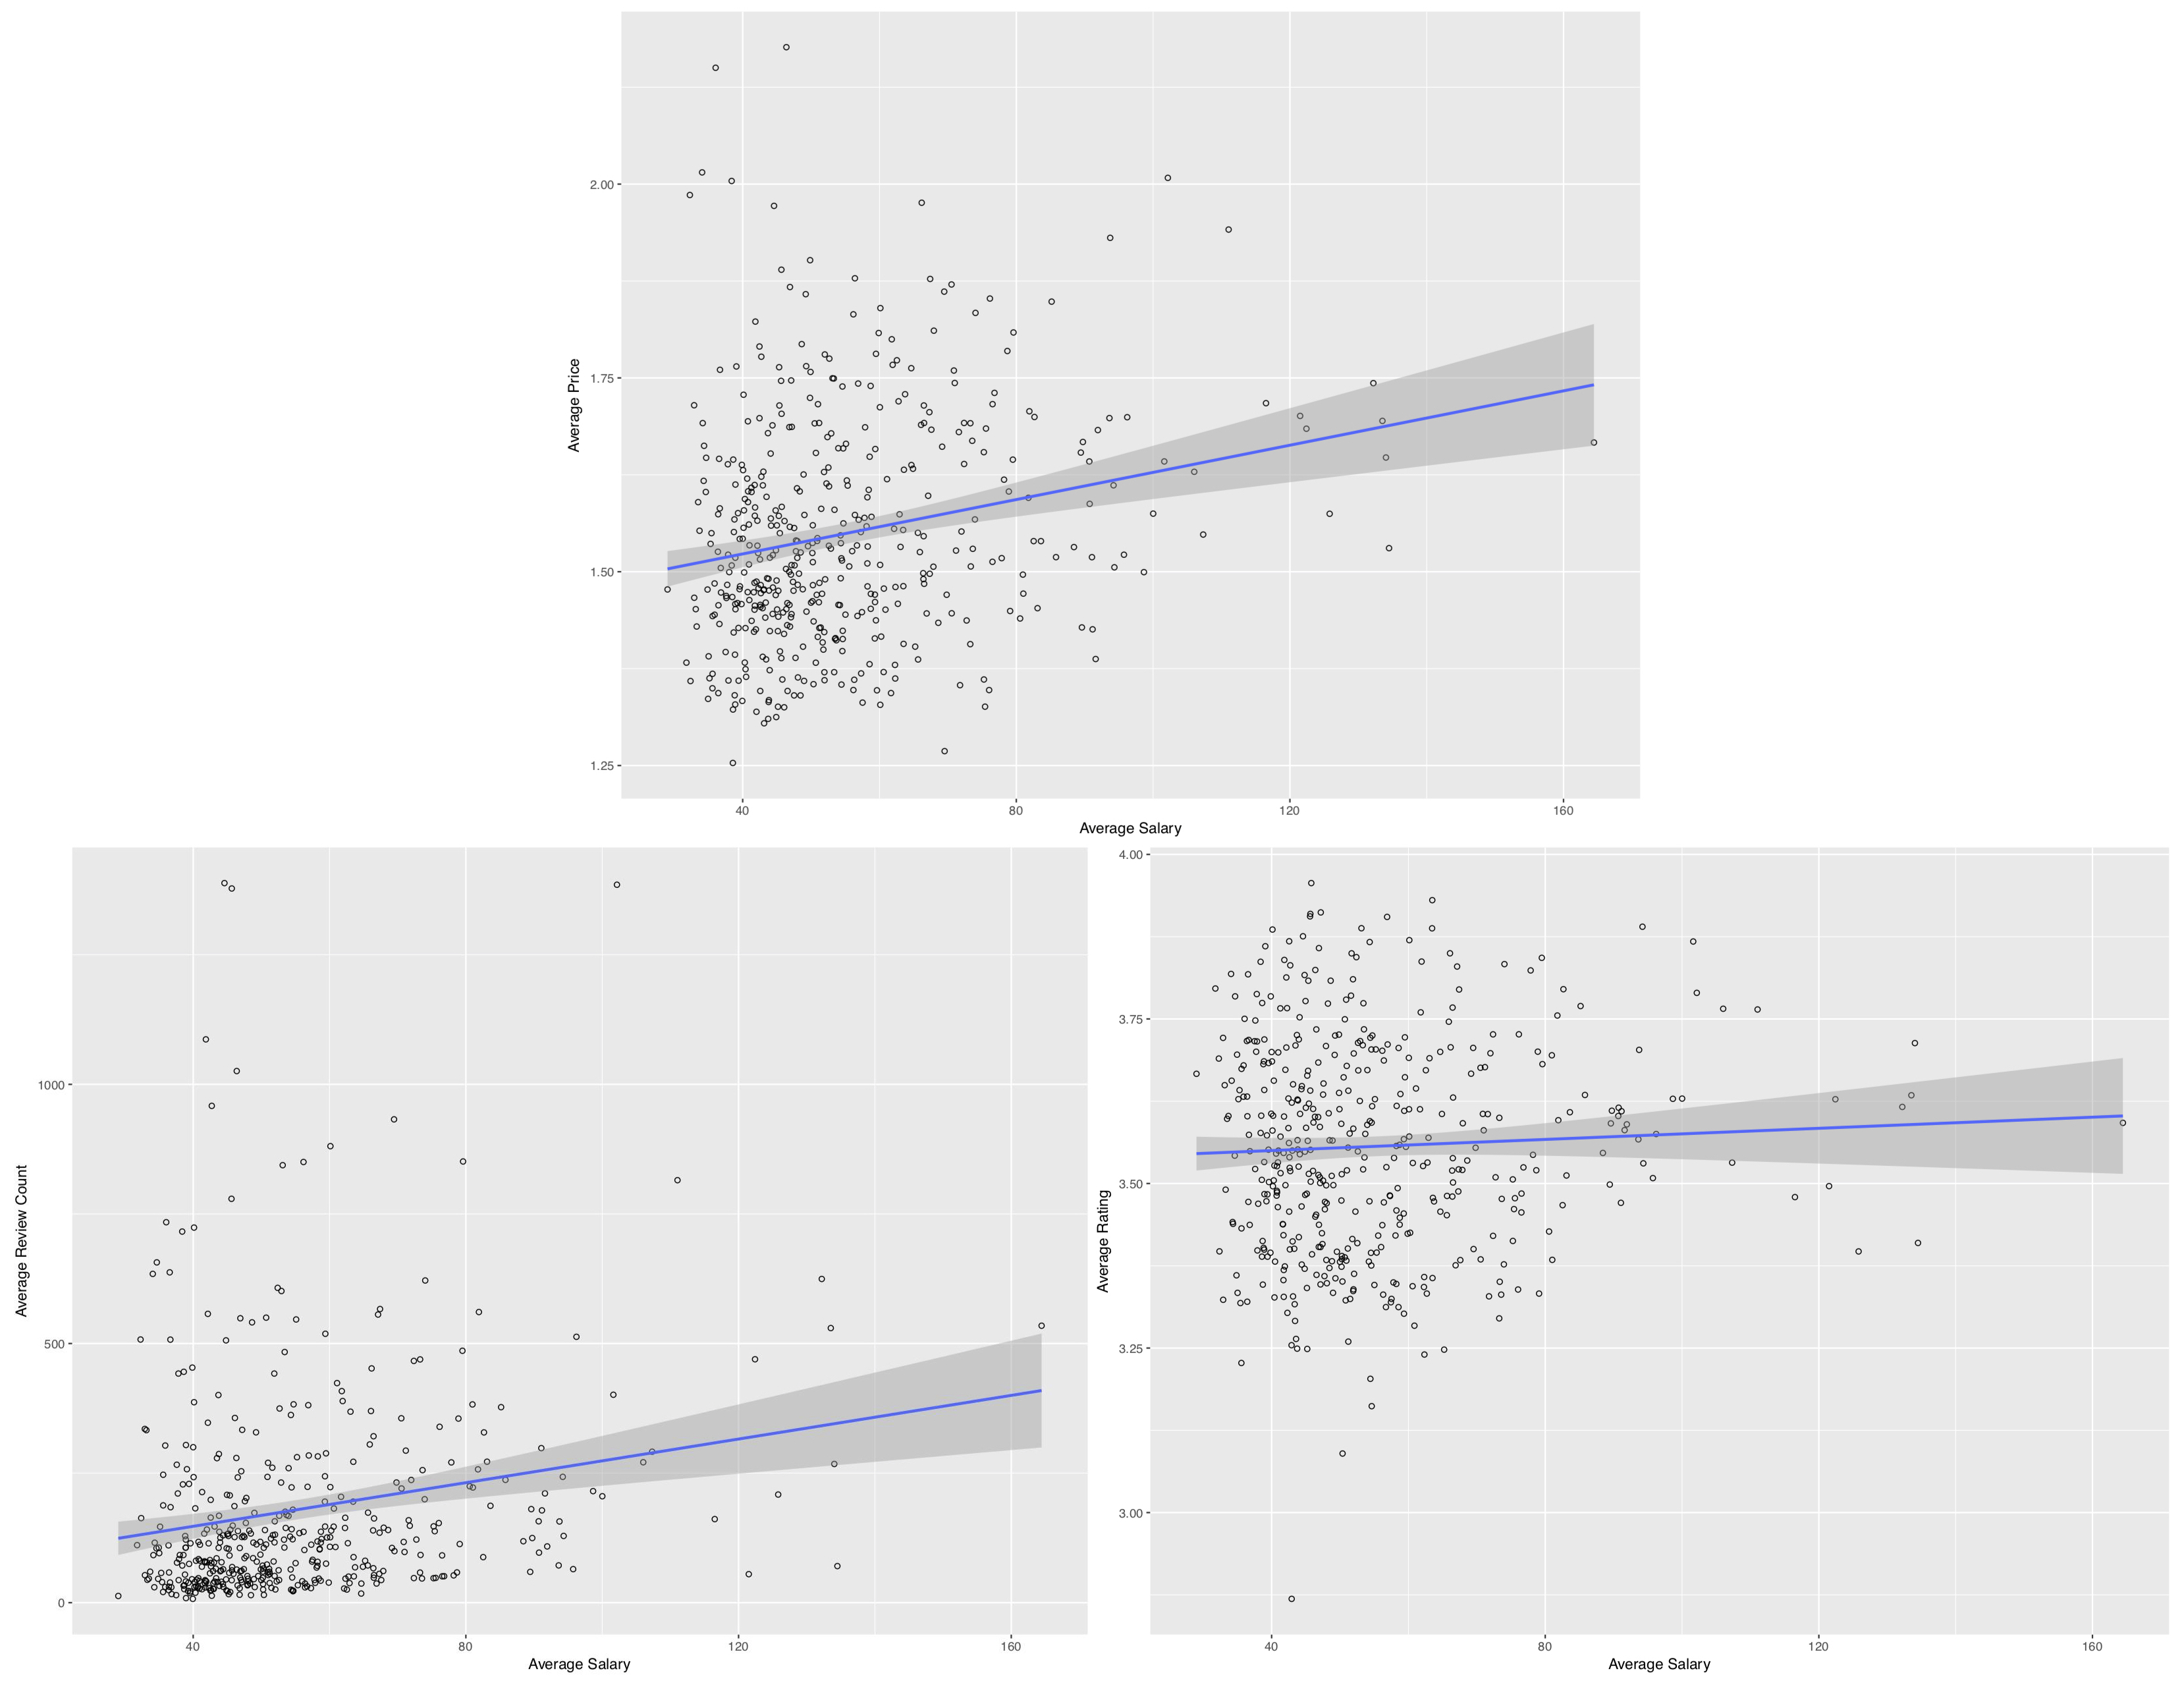 2.00
1.75
1.50
1.25
Average Price
40 80 120 160
Average Salary
1000
500
0
Average Review Count
40 80 120 160
Average Salary
4.00
3.75
3.50
3.25
3.00
Average Rating
40 80 120 160
Average Salary